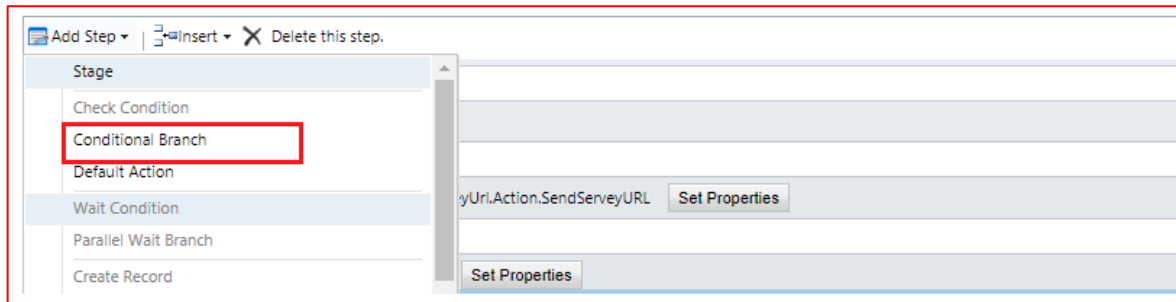 Add Step Insert Delete this step.
Stage
Check Condition
Conditional Branch
Default Action
Wait Condition
yUrl.Action.SendServeyURL Set Properties
Parallel Wait Branch
Create Record
Set Properties